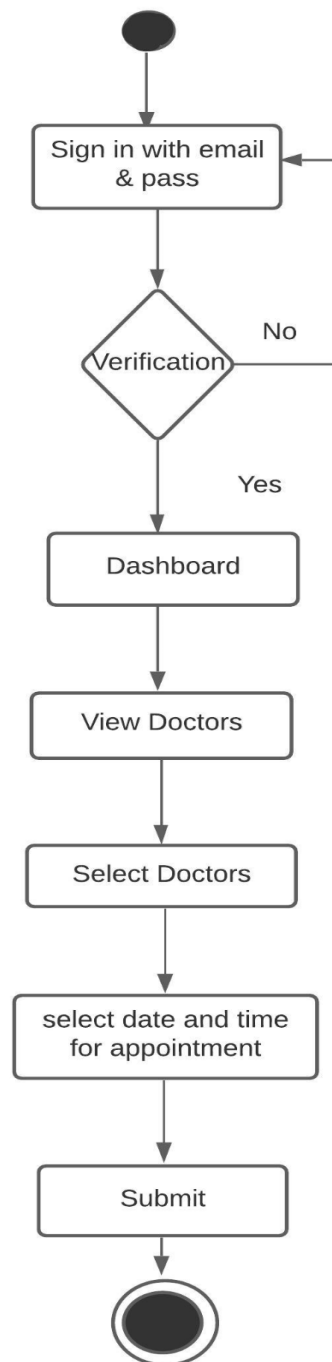 Sign in with email
& pass
No
Verification
Yes
Dashboard
View Doctors
Select Doctors
select date and time
for appointment
Submit